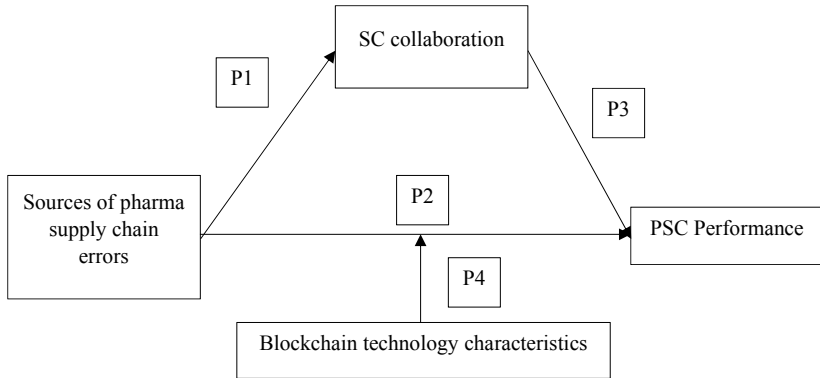 SC collaboration
P1
P3
Sources of pharma
supply chain
errors
P2
PSC Performance
P4
Blockchain technology characteristics